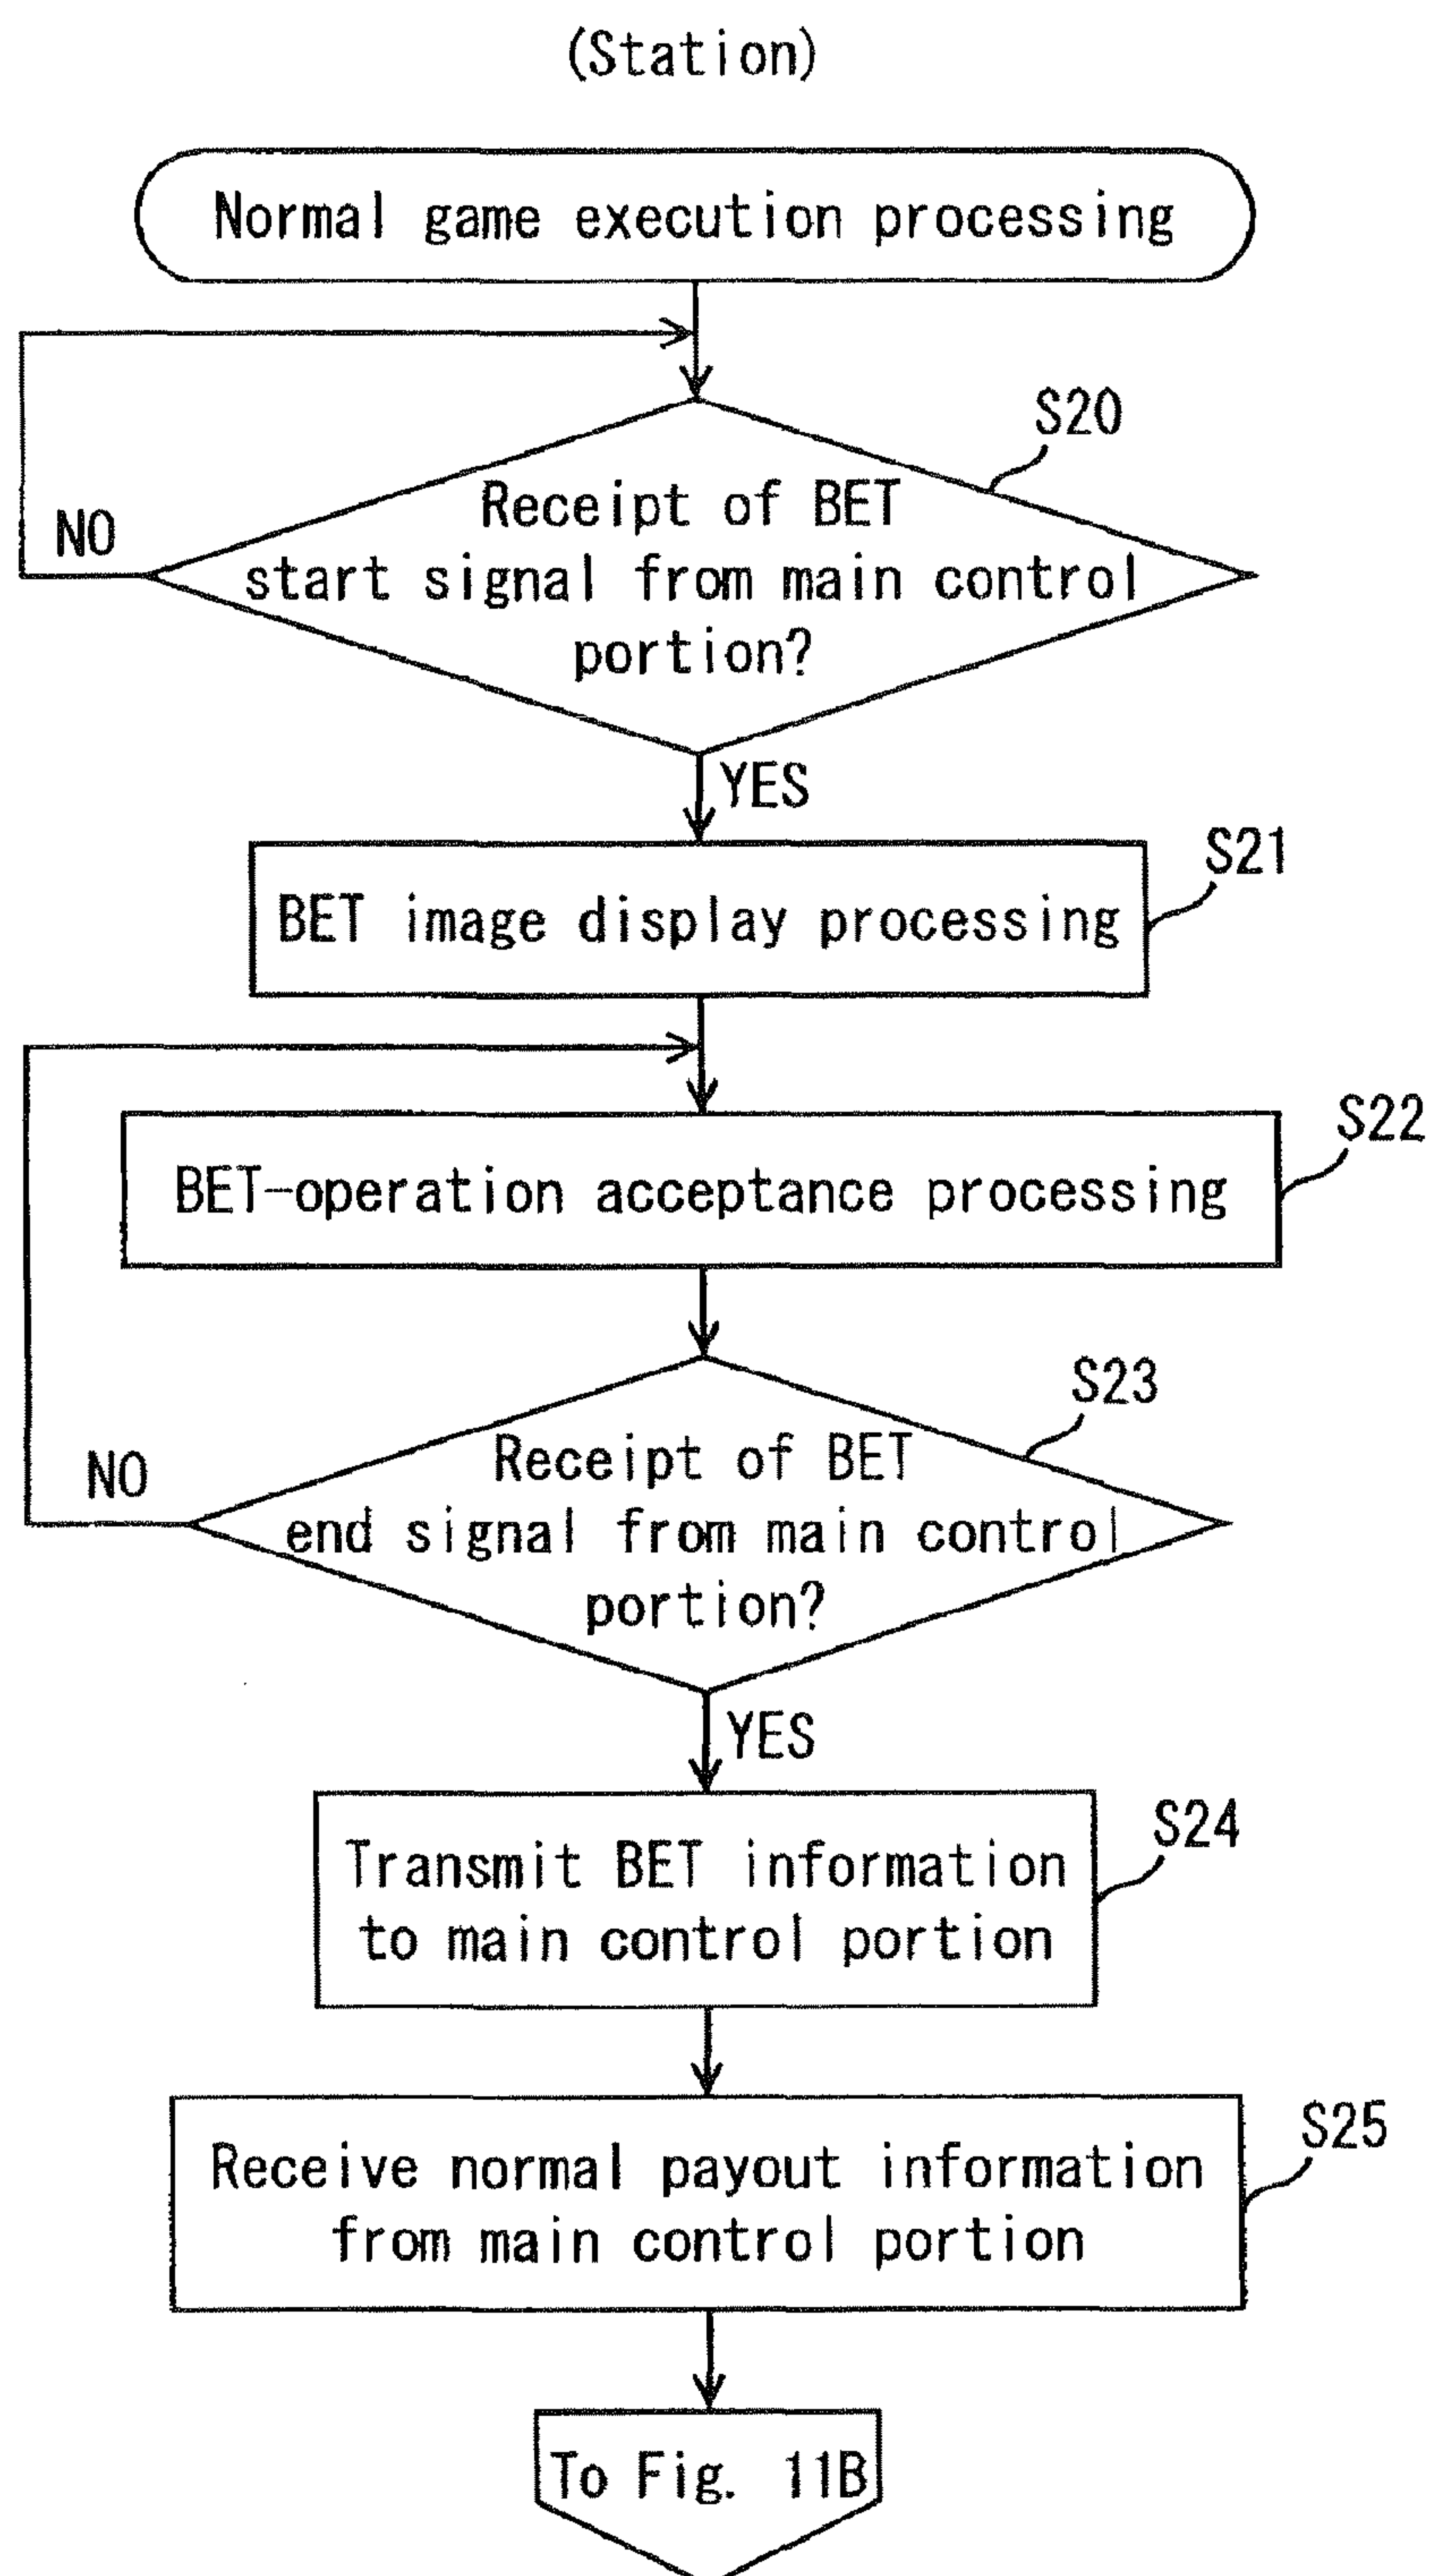 (Station)
Normal game execution processing
S20
Receipt of BET
start signal from main control
portion?
NO
YES
S21
BET image display processing
S22
BET-operation acceptance processing
S23
Receipt of BET
end signal from main control
portion?
NO
YES
S24
Transmit BET information
to main control portion
S25
Receive normal payout information
from main control portion
To Fig. 11B